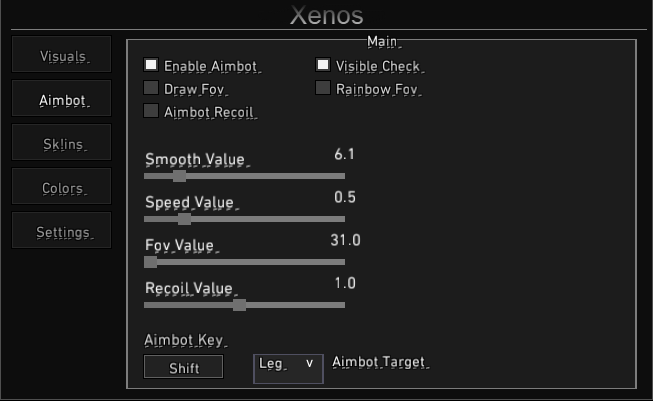 Xenos
Visuals
Aimbot
Sklins
Colors
Settings
Main
Enable Aimbot
Visible Check
Draw Fov
Rainbow Fov
Aimbot Recoil
Smooth Value 6.1
Speed Value 0.5
Fov Value 31.0
Recoil Value 1.0
Aimbot Key
Shift
Leg v
Aimbot Target